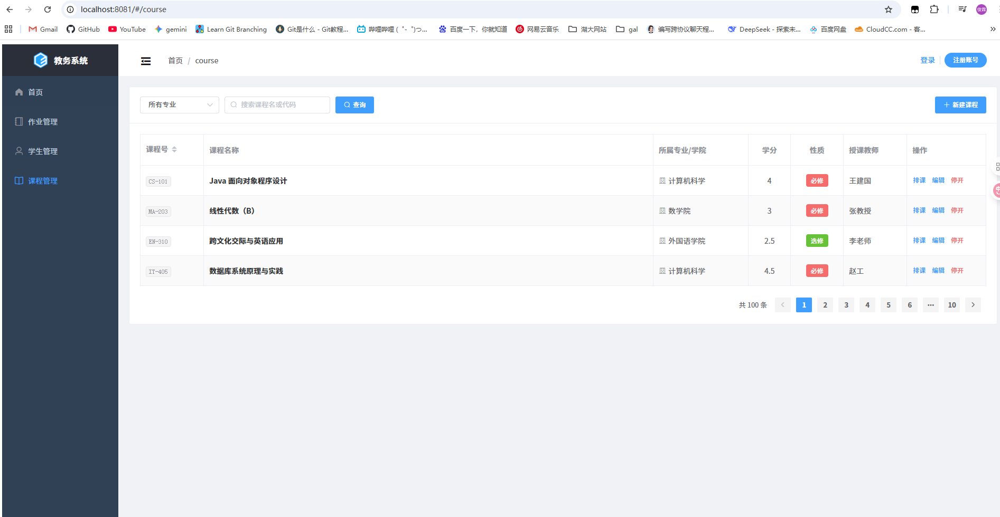 localhost:8081/#/course
Gmail GitHub YouTube gemini Learn Git Branching Git是什么 - Git教程... 哔哩哔哩 ( ゜- ゜)つ... 百度一下，你就知道 网易云音乐 湖大网站 gal 编写跨协议聊天程... DeepSeek - 探索未... 百度网盘 CloudCC.com - 客...
教务系统
首页 / course
登录 注册账号
首页
作业管理
学生管理
课程管理
所有专业 搜索课程名或代码 查询 新建课程
课程号 课程名称 所属专业/学院 学分 性质 授课教师 操作
CS-101 Java 面向对象程序设计 计算机科学 4 必修 王建国 排课 编辑 停开
MA-203 线性代数（B） 数学院 3 必修 张教授 排课 编辑 停开
EN-310 跨文化交际与英语应用 外国语学院 2.5 选修 李老师 排课 编辑 停开
IT-405 数据库系统原理与实践 计算机科学 4.5 必修 赵工 排课 编辑 停开
共 100 条 1 2 3 4 5 6 ··· 10